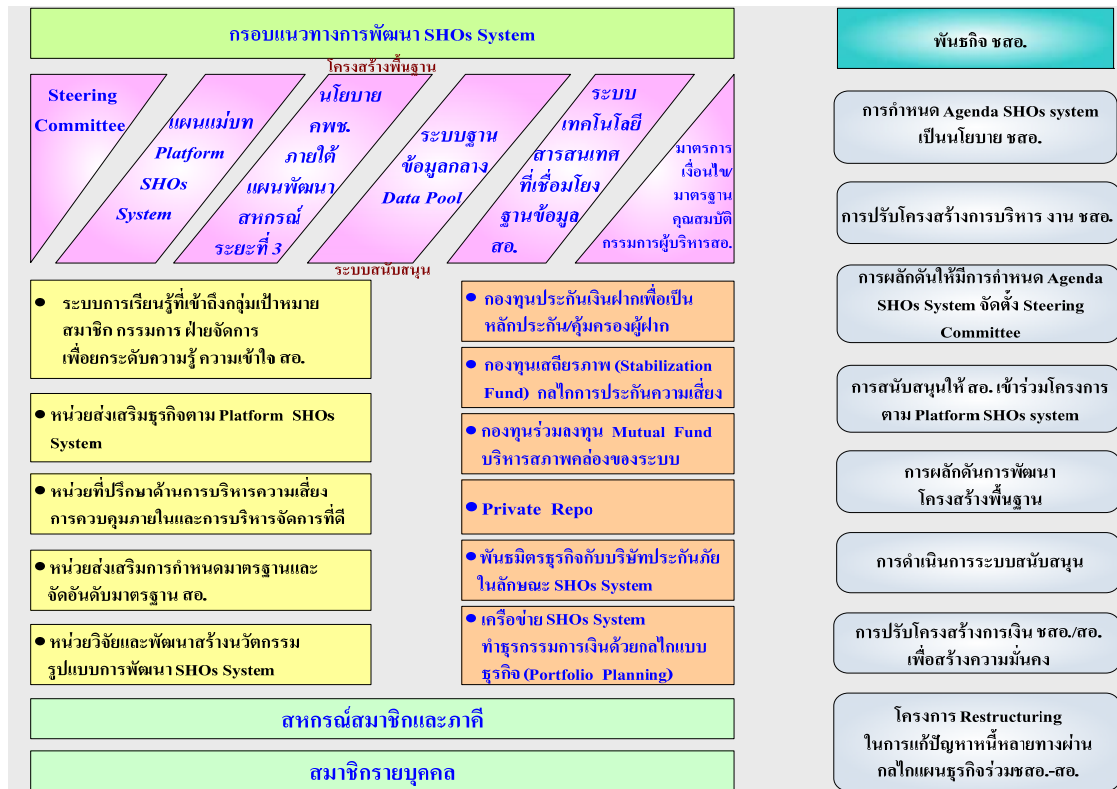 กรอบแนวทางการพัฒนา SHOs System
โครงสร้างพื้นฐาน
Steering
Committee
แผนแม่บท
Platform
SHOs
System
นโยบาย
คพช.
ภายใต้
แผนพัฒนา
สหกรณ์
ระยะที่ 3
ระบบฐาน
ข้อมูลกลาง
Data Pool
ระบบ
เทคโนโลยี
สารสนเทศ
ที่เชื่อมโยง
ฐานข้อมูล
สอ.
มาตรการ
เงื่อนไข/
มาตรฐาน
คุณสมบัติ
กรรมการผู้บริหารสอ.
ระบบสนับสนุน
● ระบบการเรียนรู้ที่เข้าถึงกลุ่มเป้าหมาย
สมาชิก กรรมการ ฝ่ายจัดการ
เพื่อยกระดับความรู้ ความเข้าใจ สอ.
● หน่วยส่งเสริมธุรกิจตาม Platform SHOs
System
● หน่วยที่ปรึกษาด้านการบริหารความเสี่ยง
การควบคุมภายในและการบริหารจัดการที่ดี
● หน่วยส่งเสริมการกำหนดมาตรฐานและ
จัดอันดับมาตรฐาน สอ.
● หน่วยวิจัยและพัฒนาสร้างนวัตกรรม
รูปแบบการพัฒนา SHOs System
● กองทุนประกันเงินฝากเพื่อเป็น
หลักประกัน/คุ้มครองผู้ฝาก
● กองทุนเสถียรภาพ (Stabilization
Fund) กลไกการประกันความเสี่ยง
● กองทุนร่วมลงทุน Mutual Fund
บริหารสภาพคล่องของระบบ
● Private Repo
● พันธมิตรธุรกิจกับบริษัทประกันภัย
ในลักษณะ SHOs System
● เครือข่าย SHOs System
ทำธุรกรรมการเงินด้วยกลไกแบบ
ธุรกิจ (Portfolio Planning)
สหกรณ์สมาชิกและภาคี
สมาชิกรายบุคคล
พันธกิจ ชสอ.
การกำหนด Agenda SHOs system
เป็นนโยบาย ชสอ.
การปรับโครงสร้างการบริหาร งาน ชสอ.
การผลักดันให้มีการกำหนด Agenda
SHOs System จัดตั้ง Steering
Committee
การสนับสนุนให้ สอ. เข้าร่วมโครงการ
ตาม Platform SHOs system
การผลักดันการพัฒนา
โครงสร้างพื้นฐาน
การดำเนินการระบบสนับสนุน
การปรับโครงสร้างการเงิน ชสอ./สอ.
เพื่อสร้างความมั่นคง
โครงการ Restructuring
ในการแก้ปัญหาหนี้หลายทางผ่าน
กลไกแผนธุรกิจร่วมชสอ.-สอ.